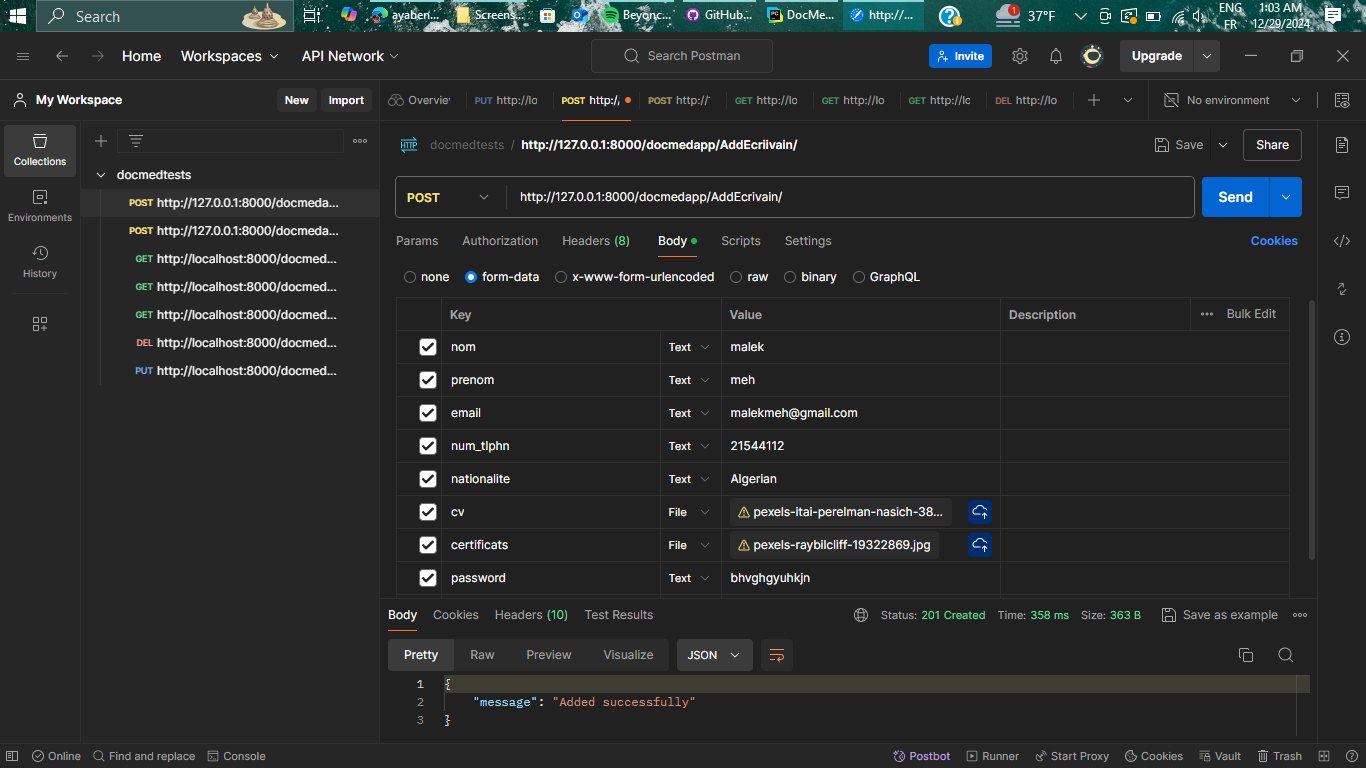 Search
ayaben...
Screens...
Beyonc...
GitHub...
DocMe...
http://...
1
37°F
ENG
FR
1:03 AM
12/29/2024
Home
Workspaces
API Network
Search Postman
Invite
Upgrade
My Workspace
New
Import
Overvie
PUT http://lo
POST http:/
POST http://
GET http://lo
GET http://lo
GET http://lo
DEL http://lo
No environment
Collections
Environments
History
docmedtests
POST http://127.0.0.1:8000/docmeda...
POST http://127.0.0.1:8000/docmeda...
GET http://localhost:8000/docmed...
GET http://localhost:8000/docmed...
GET http://localhost:8000/docmed...
DEL http://localhost:8000/docmed...
PUT http://localhost:8000/docmed...
HTTP docmedtests / http://127.0.0.1:8000/docmedapp/AddEcriivain/
Save
Share
POST
http://127.0.0.1:8000/docmedapp/AddEcrivain/
Send
Params Authorization Headers (8) Body Scripts Settings
Cookies
none form-data x-www-form-urlencoded raw binary GraphQL
Key Value Description ... Bulk Edit
nom Text malek
prenom Text meh
email Text malekmeh@gmail.com
num_tlphn Text 21544112
nationalite Text Algerian
cv File pexels-itai-perelman-nasich-38...
certificats File pexels-raybilcliff-19322869.jpg
password Text bhvghgyuhkjn
Body Cookies Headers (10) Test Results
Status: 201 Created Time: 358 ms Size: 363 B
Save as example
Pretty Raw Preview Visualize JSON
1 {
2 "message": "Added successfully"
3 }
Online
Find and replace
Console
Postbot
Runner
Start Proxy
Cookies
Vault
Trash